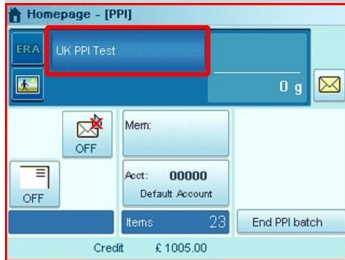 Homepage - [PPI]
ERA
UK PPI Test
0 g
OFF
Mem:
OFF
Acct: 00000
Default Account
Items 23
End PPI batch
Credit £ 1005.00